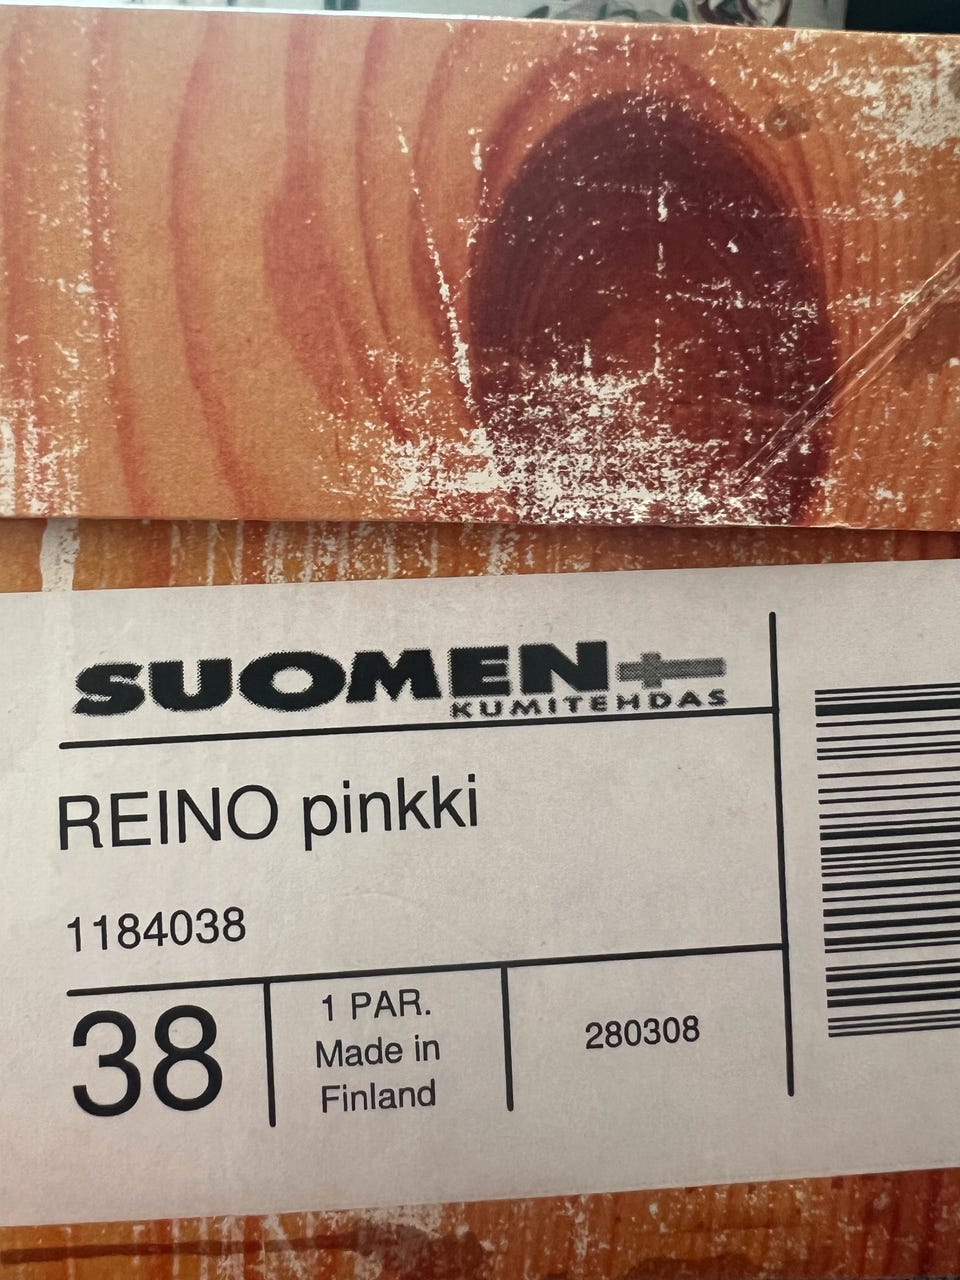 SUOMEN
KUMITEHDAS
REINO pinkki
1184038
38
1 PAR.
Made in
Finland
280308